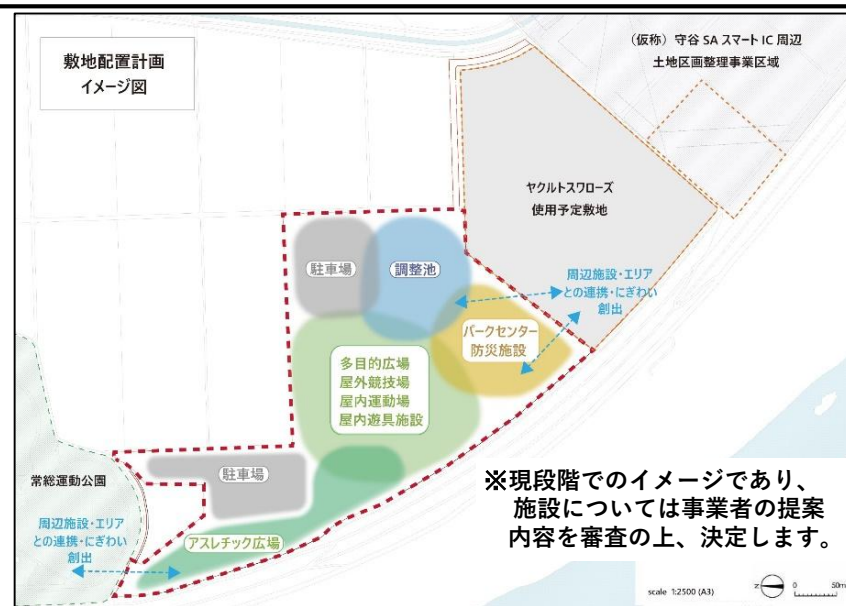 敷地配置計画
イメージ図
（仮称）守谷 SA スマート IC 周辺
土地区画整理事業区域
ヤクルトスワローズ
使用予定敷地
駐車場
調整池
周辺施設・エリア
との連携・にぎわい
創出
パークセンター
防災施設
多目的広場
屋外競技場
屋内運動場
屋内遊具施設
駐車場
常総運動公園
周辺施設・エリア
との連携・にぎわい
創出
アスレチック広場
※現段階でのイメージであり、
施設については事業者の提案
内容を審査の上、決定します。
scale 1:2500 (A3)
Z
0 50m